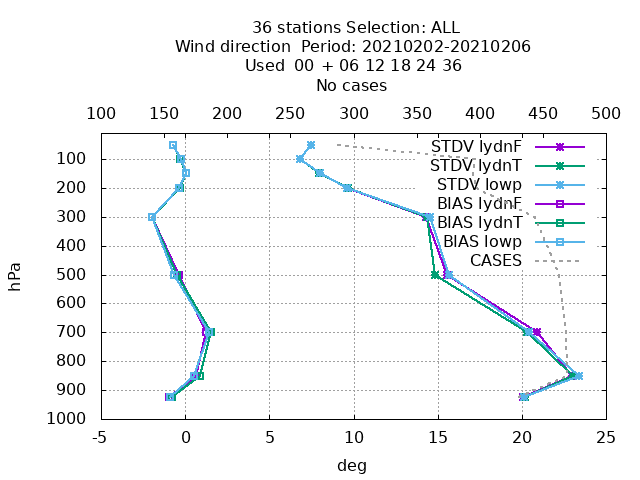 36 stations Selection: ALL
Wind direction  Period: 20210202-20210206
Used  00 + 06 12 18 24 36
No cases
100 150 200 250 300 350 400 450 500
STDV lydnF
STDV lydnT
STDV lowp
BIAS lydnF
BIAS lydnT
BIAS lowp
CASES
hPa
100
200
300
400
500
600
700
800
900
1000
-5 0 5 10 15 20 25
deg